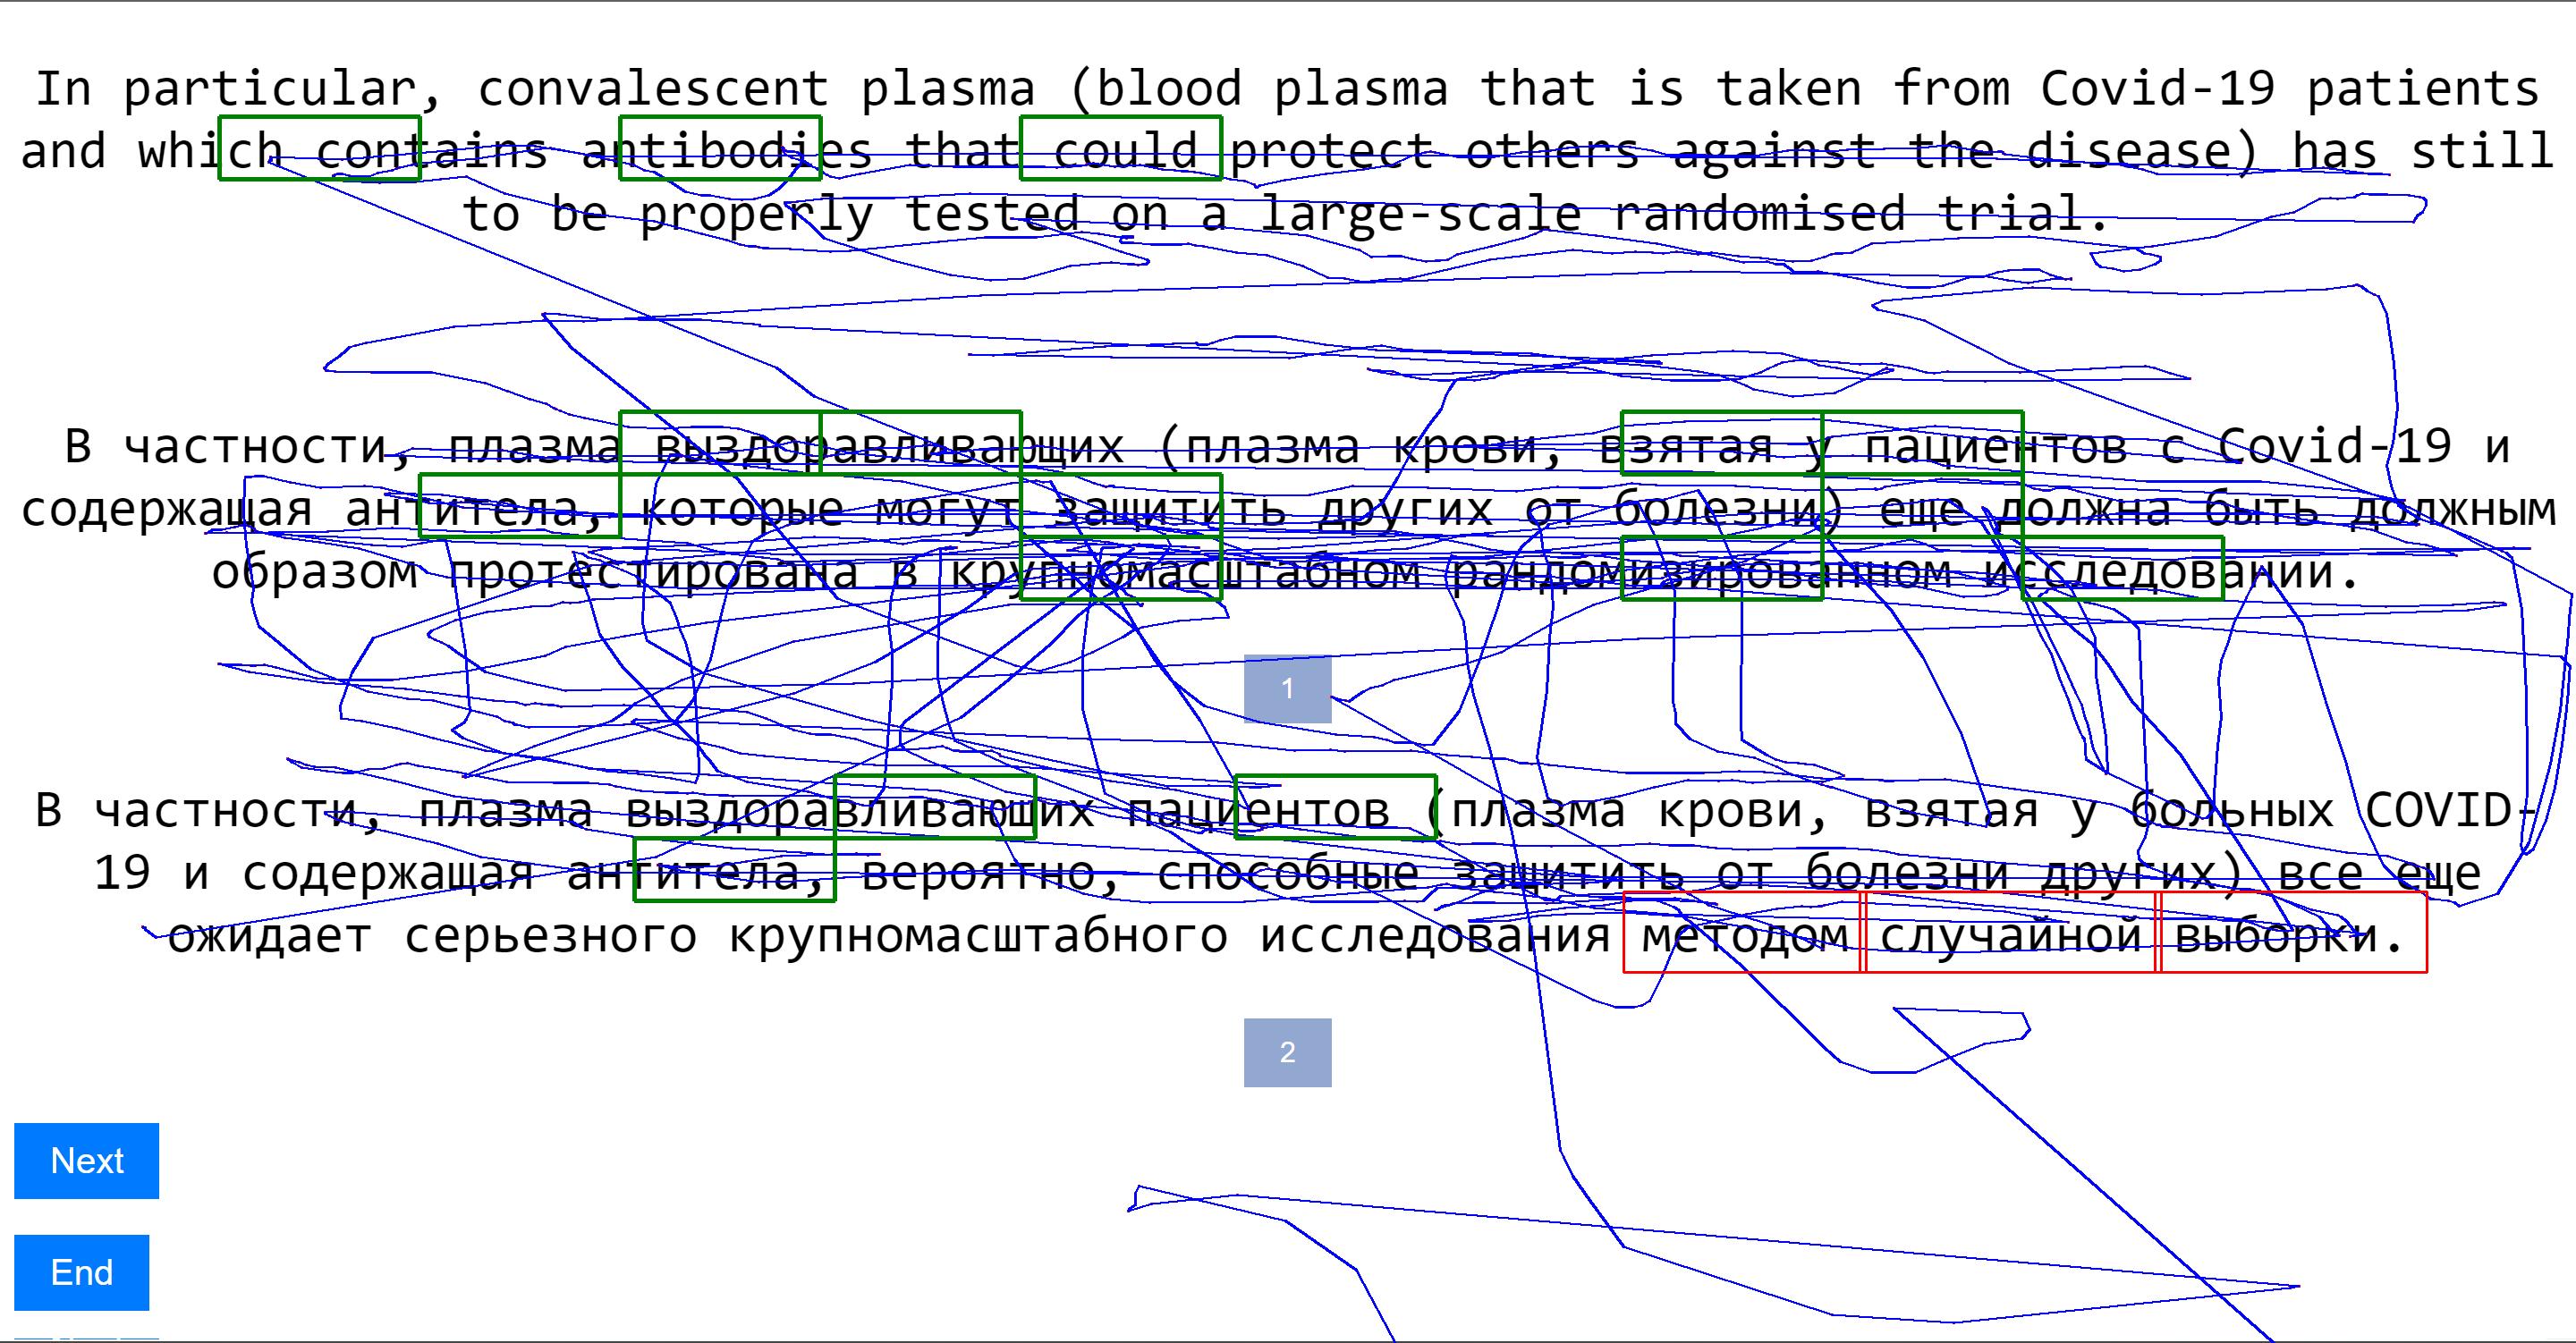 In particular, convalescent plasma (blood plasma that is taken from Covid-19 patients
and which contains antibodies that could protect others against the disease) has still
to be properly tested on a large-scale randomised trial.
В частности, плазма выздоравливающих (плазма крови, взятая у пациентов с Covid-19 и
содержащая антитела, которые могут защитить других от болезни) еще должна быть должным
образом протестирована в крупномасштабном рандомизированном исследовании.
1
В частности, плазма выздоравливающих пациентов (плазма крови, взятая у больных COVID-
19 и содержащая антитела, вероятно, способные защитить от болезни других) все еще
ожидает серьезного крупномасштабного исследования методом случайной выборки.
2
Next
End